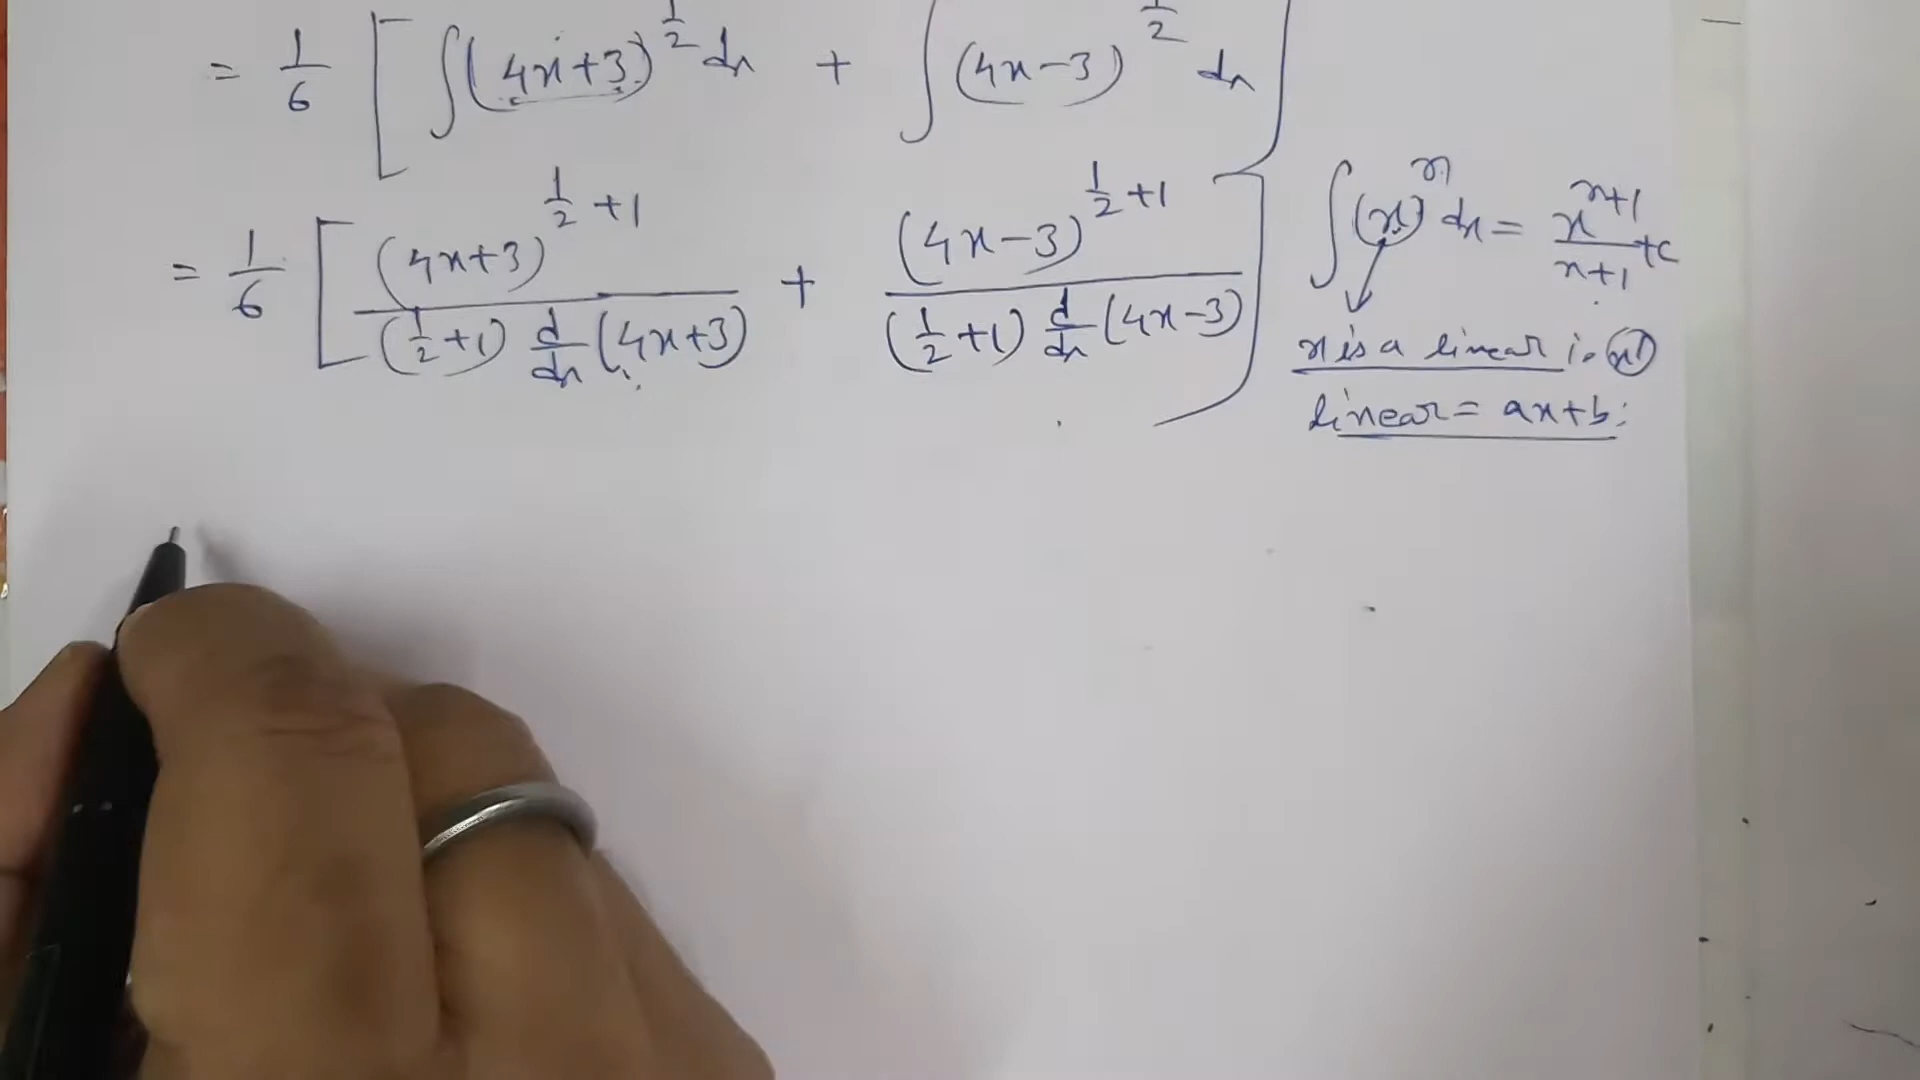 = 1/6 [ ∫(4x+3)^(1/2) dx + ∫(4x-3)^(1/2) dx ]
= 1/6 [ (4x+3)^(1/2 +1) / (1/2 +1) d/dx (4x+3) + (4x-3)^(1/2 +1) / (1/2 +1) d/dx (4x-3) ]
∫(x)^n dx = x^(n+1) / n+1 + c
x is a linear i. x¹
linear = ax+b